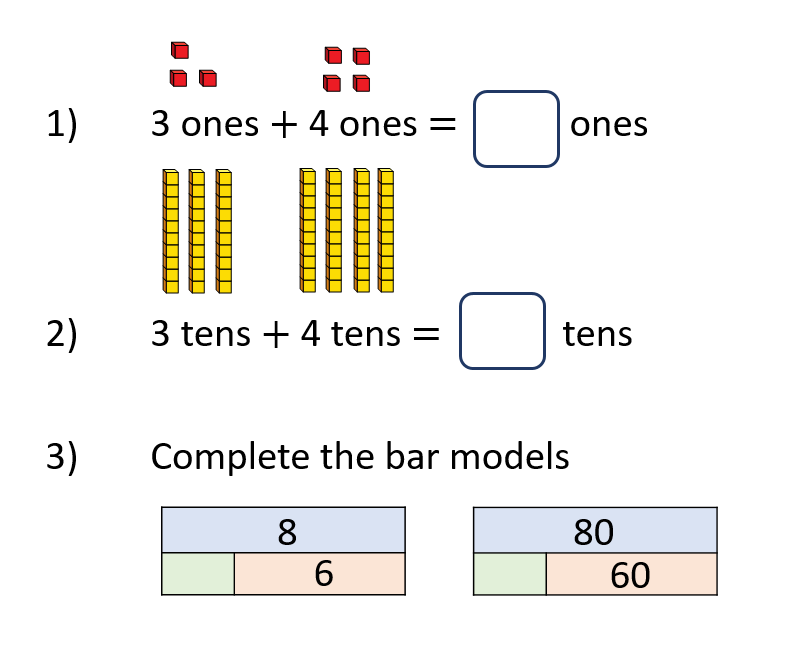 1) 3 ones + 4 ones = ones
2) 3 tens + 4 tens = tens
3) Complete the bar models
8 80
6 60